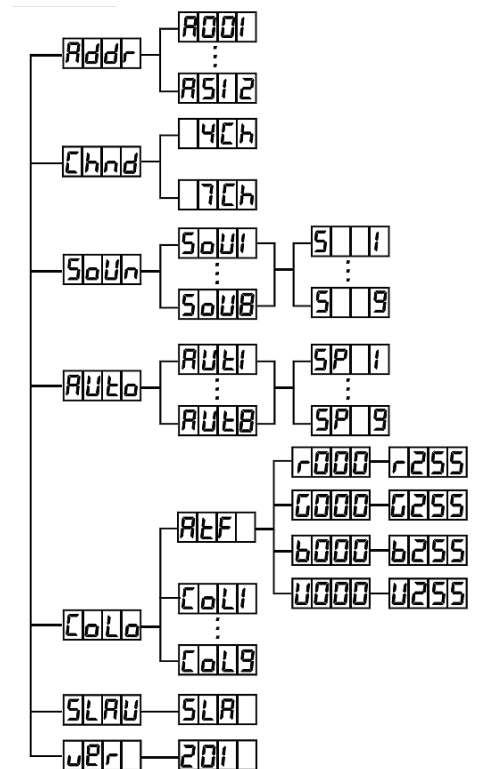 A001
Addr
A512
4Ch
Chnd
7Ch
SoU1 S 1
SoUn
SoU8 S 9
AUt1 SP 1
AUto
AUt8 SP 9
r000 r255
G000 G255
AtF
b000 b255
U000 U255
CoL1
CoLo
CoL9
SLAU SLA
ver 201